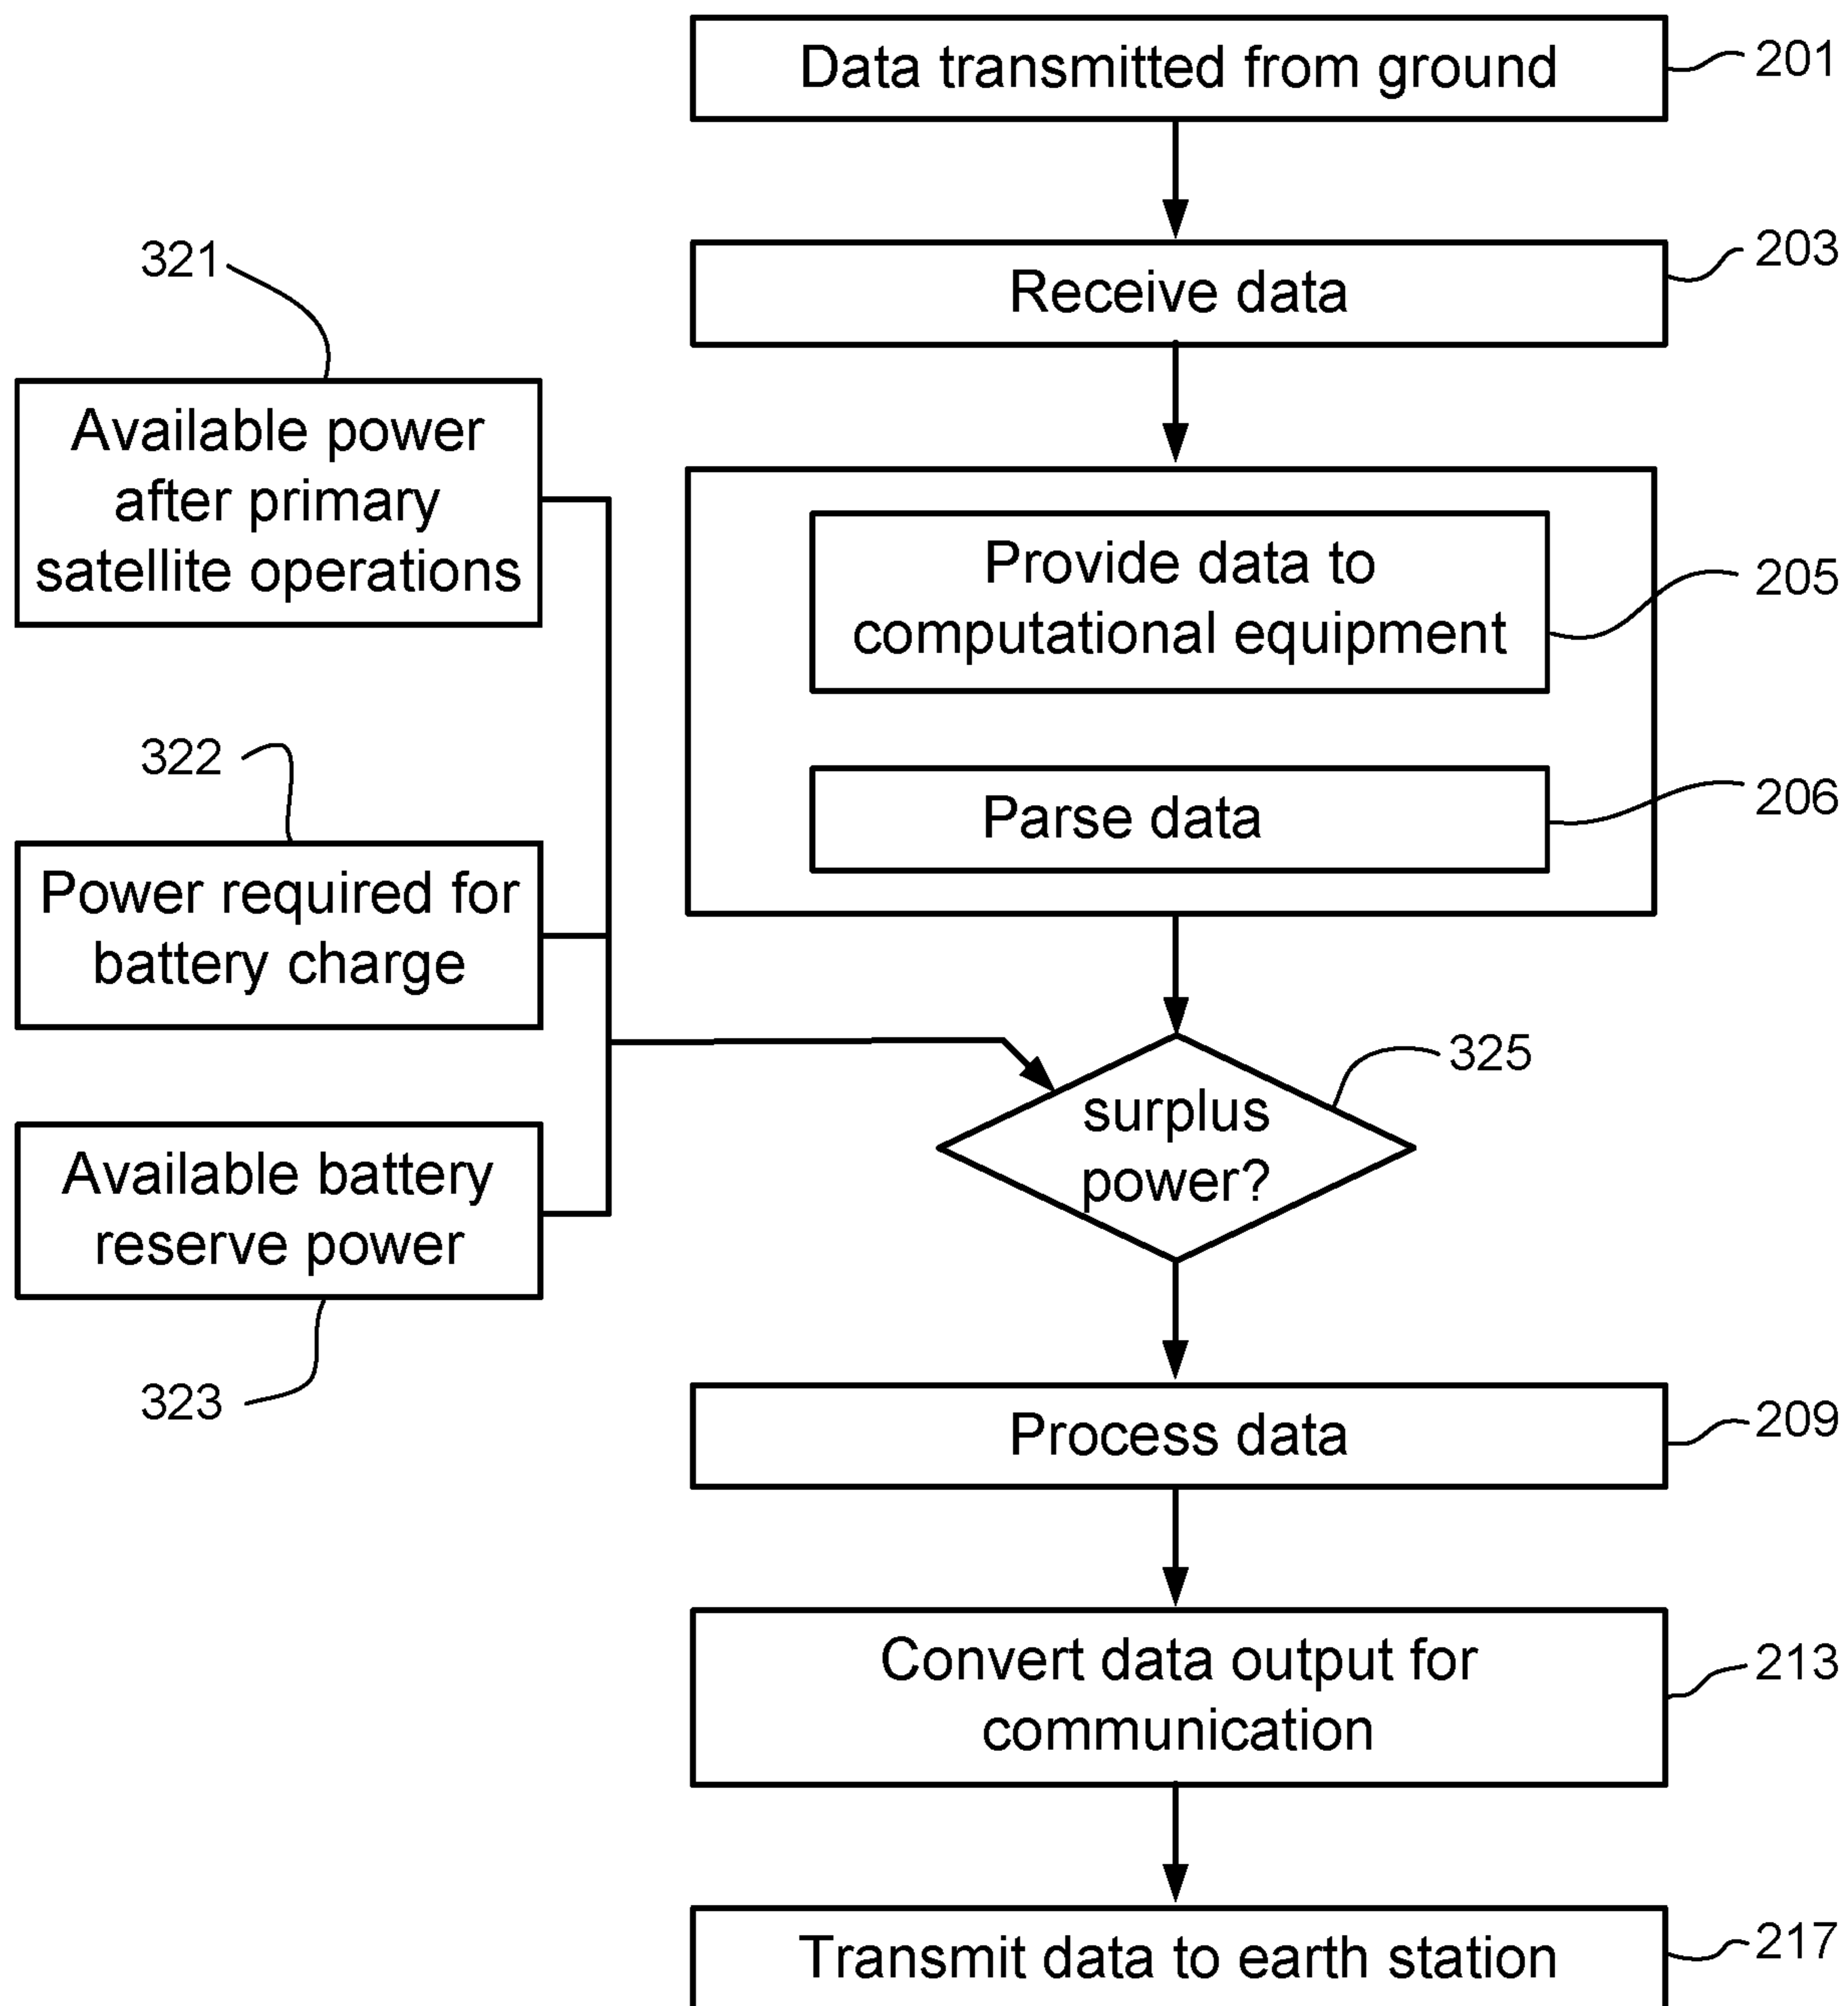 Data transmitted from ground
201
Receive data
203
321
Available power
after primary
satellite operations
Provide data to
computational equipment
205
322
Parse data
206
Power required for
battery charge
325
surplus
power?
Available battery
reserve power
323
Process data
209
Convert data output for
communication
213
Transmit data to earth station
217